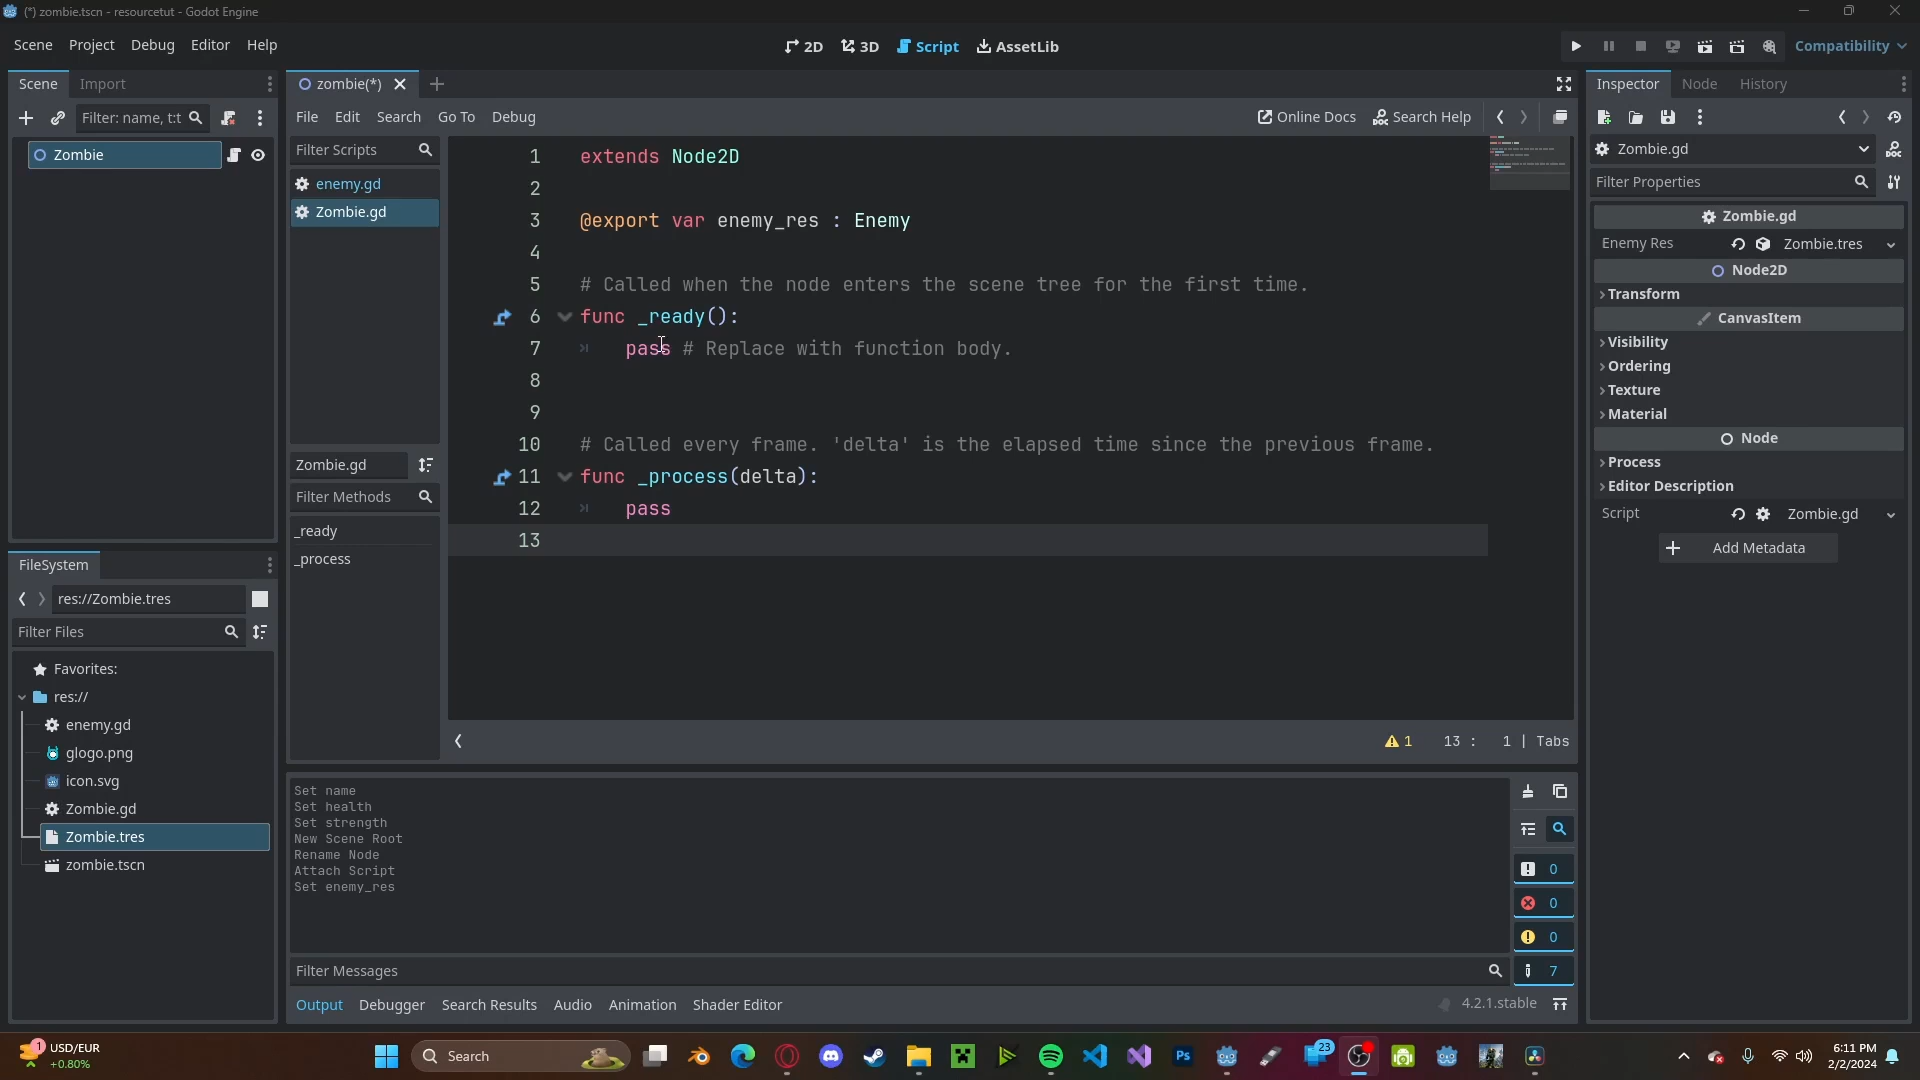 (*) zombie.tscn - resourcetut - Godot Engine
Scene Project Debug Editor Help
2D 3D Script AssetLib
Compatibility
Scene Import
Filter: name, t:t
Zombie
FileSystem
res://Zombie.tres
Filter Files
Favorites:
res://
enemy.gd
glogo.png
icon.svg
Zombie.gd
Zombie.tres
zombie.tscn
zombie(*)
File Edit Search Go To Debug
Online Docs Search Help
Filter Scripts
enemy.gd
Zombie.gd
Zombie.gd
Filter Methods
_ready
_process
1 extends Node2D
2
3 @export var enemy_res : Enemy
4
5 # Called when the node enters the scene tree for the first time.
6 func _ready():
7 pass # Replace with function body.
8
9
10 # Called every frame. 'delta' is the elapsed time since the previous frame.
11 func _process(delta):
12 pass
13
1 13 : 1 | Tabs
Set name
Set health
Set strength
New Scene Root
Rename Node
Attach Script
Set enemy_res
0
0
0
7
Filter Messages
Output Debugger Search Results Audio Animation Shader Editor
4.2.1.stable
Inspector Node History
Zombie.gd
Filter Properties
Zombie.gd
Enemy Res Zombie.tres
Node2D
Transform
CanvasItem
Visibility
Ordering
Texture
Material
Node
Process
Editor Description
Script Zombie.gd
Add Metadata
1
USD/EUR
+0.80%
Search
Ps
23
6:11 PM
2/2/2024